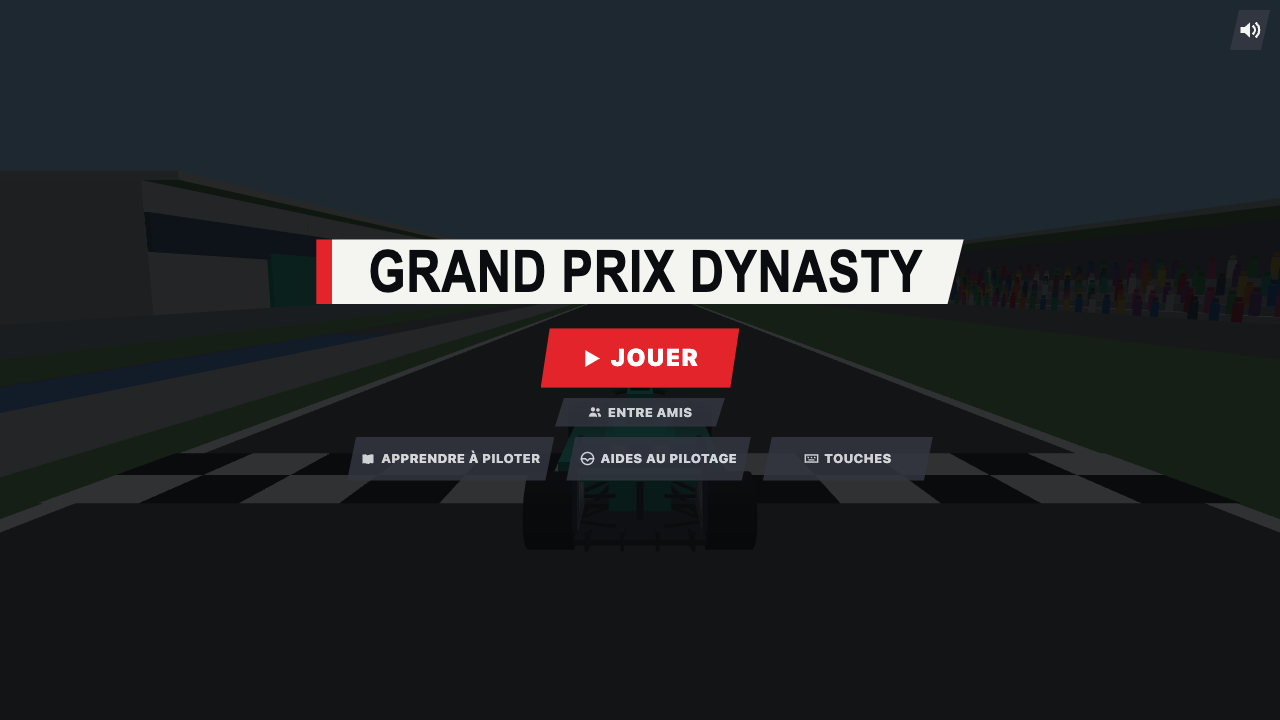 GRAND PRIX DYNASTY
JOUER
ENTRE AMIS
APPRENDRE À PILOTER
AIDES AU PILOTAGE
TOUCHES